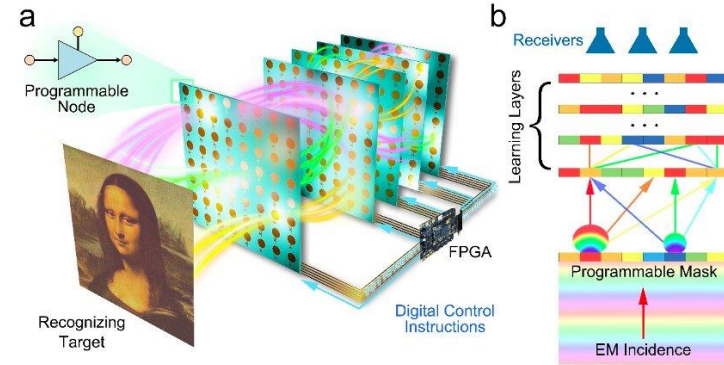 a
Programmable
Node
Recognizing
Target
FPGA
Digital Control
Instructions
b
Receivers
Learning Layers
. . .
. . .
Programmable Mask
EM Incidence